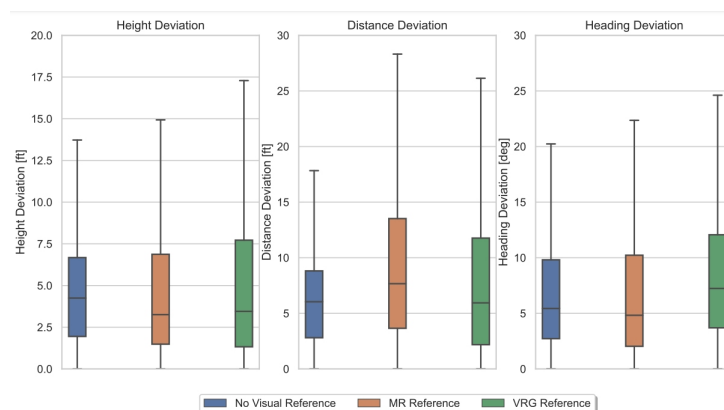 Height Deviation
Distance Deviation
Heading Deviation
Height Deviation [ft]
20.0
17.5
15.0
12.5
10.0
7.5
5.0
2.5
0.0
Distance Deviation [ft]
30
25
20
15
10
5
0
Heading Deviation [deg]
30
25
20
15
10
5
0
No Visual Reference
MR Reference
VRG Reference